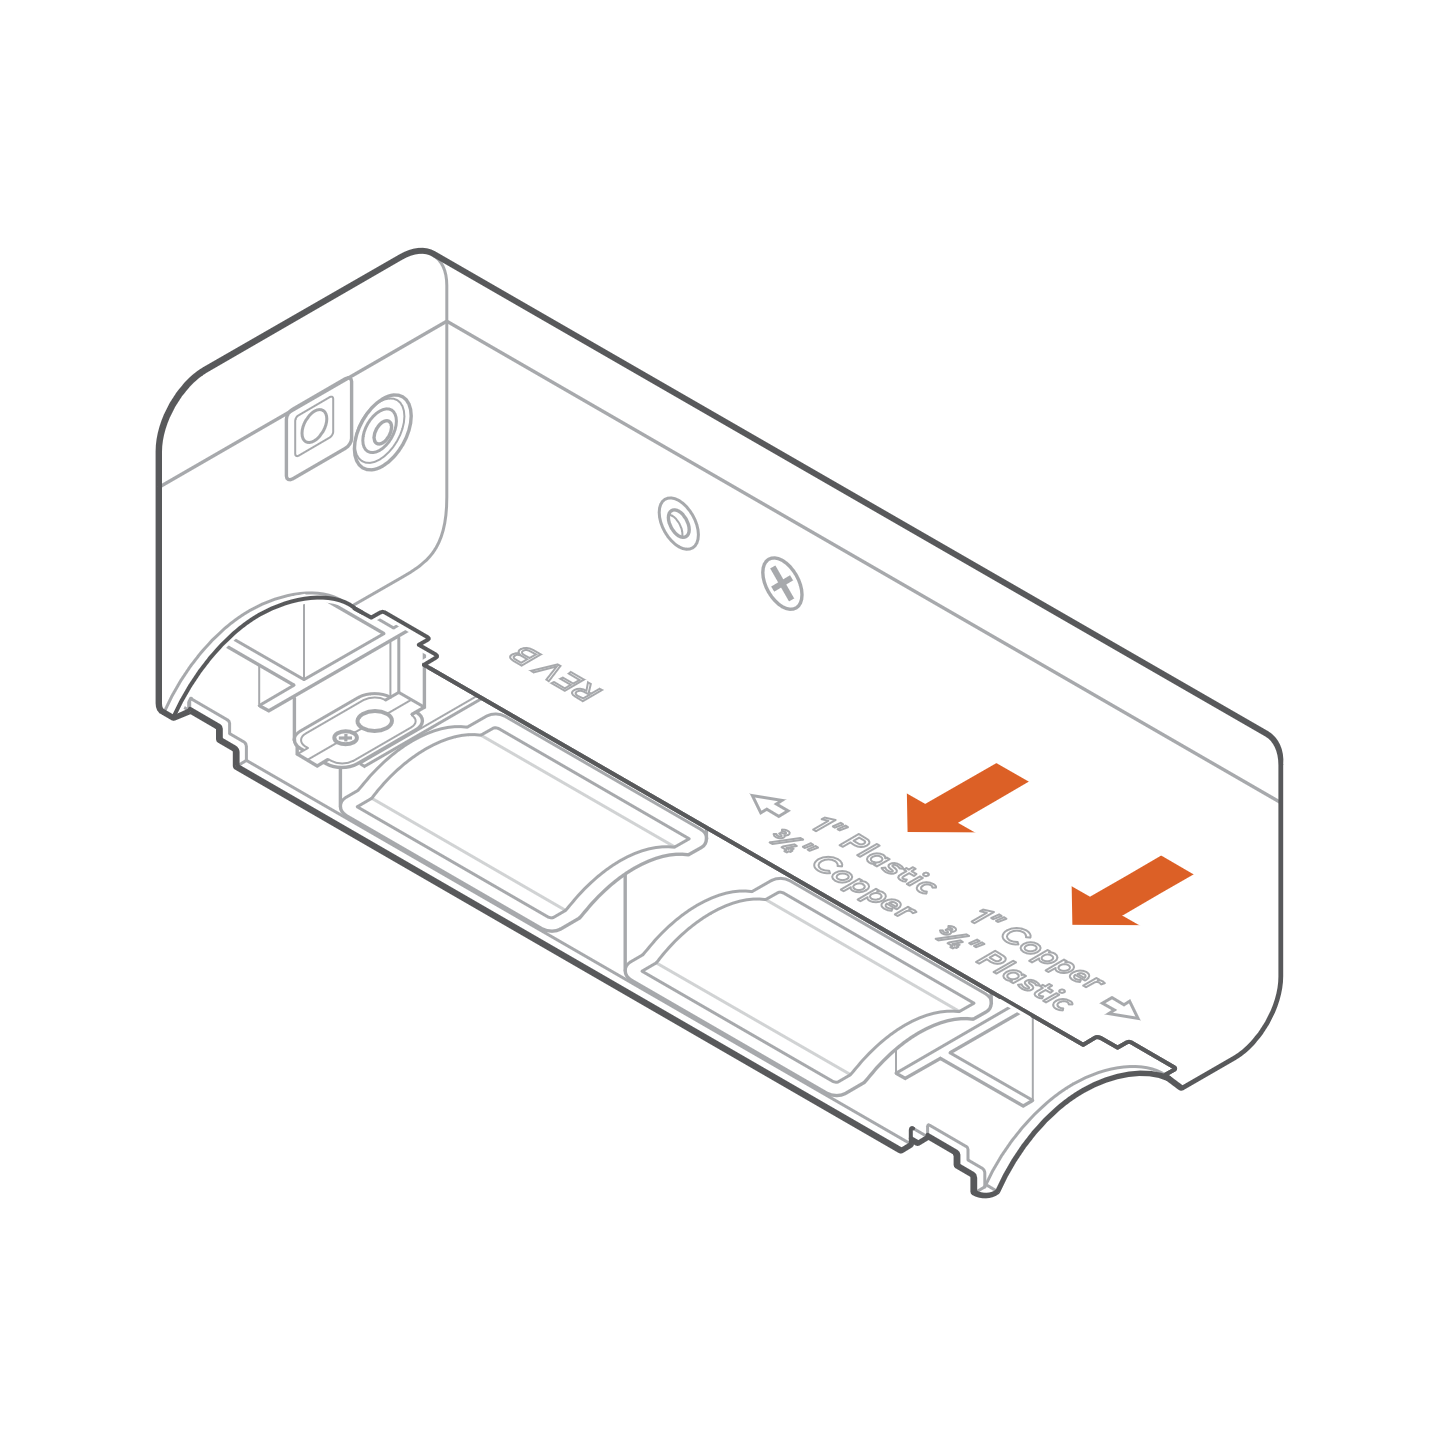 REV B
1" Plastic
¾" Copper
1" Copper
¾" Plastic